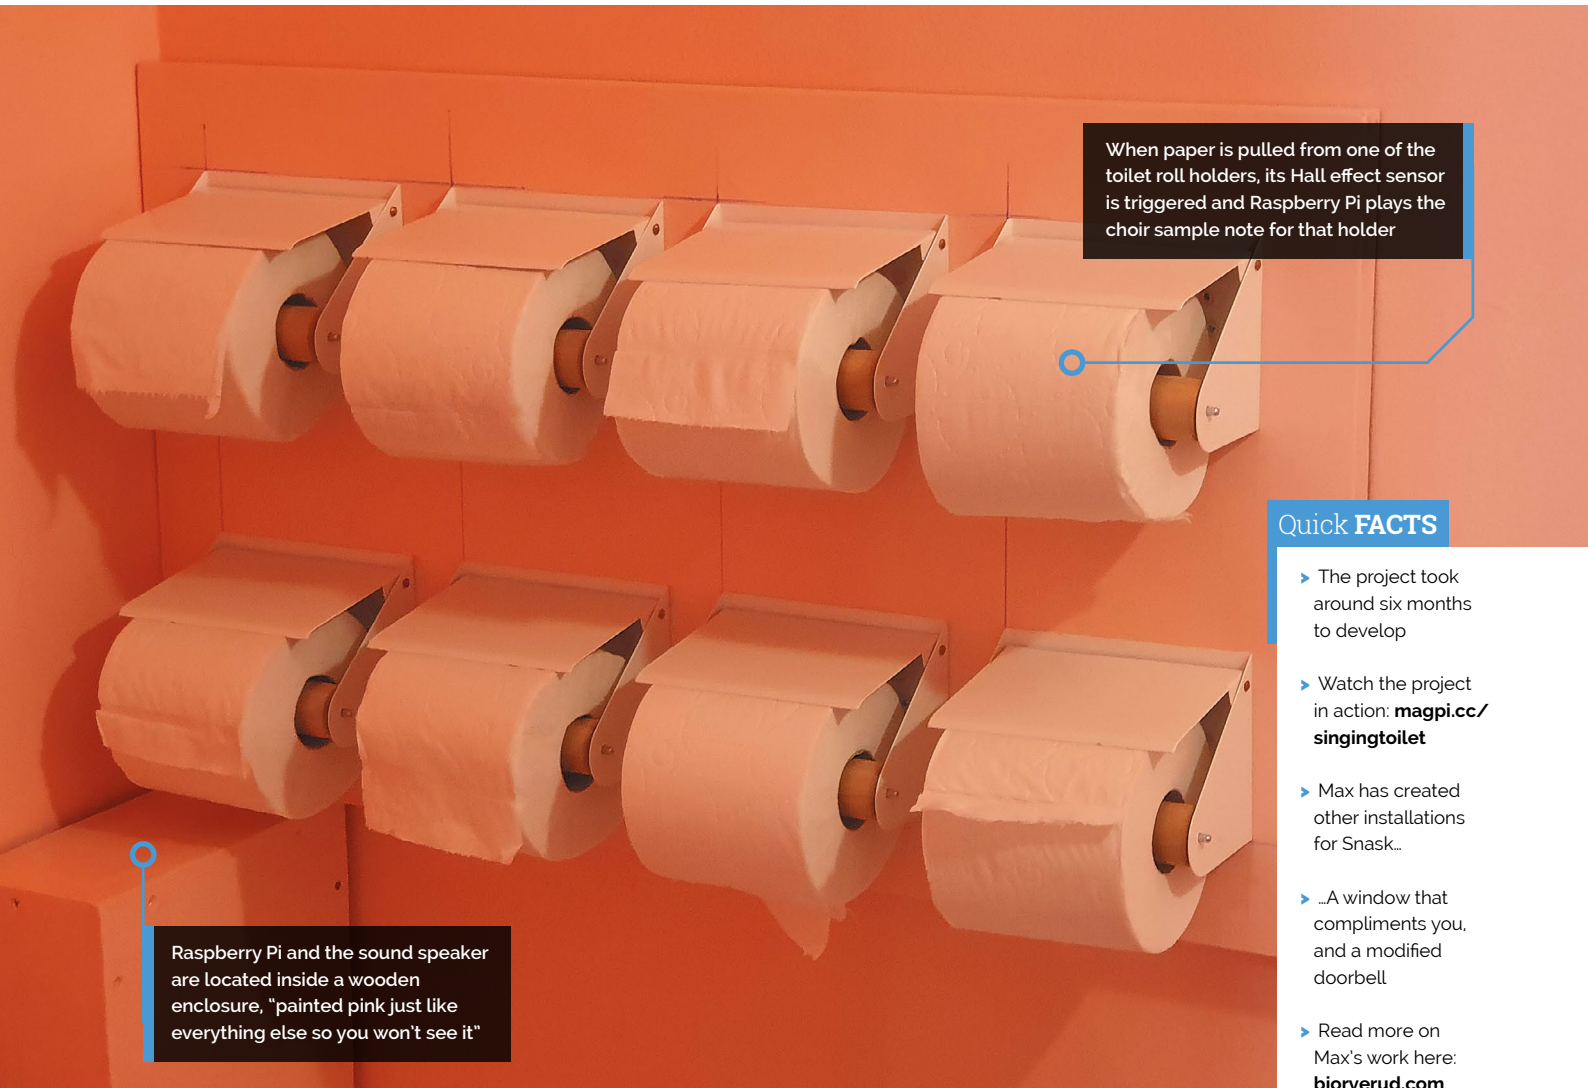 When paper is pulled from one of the
toilet roll holders, its Hall effect sensor
is triggered and Raspberry Pi plays the
choir sample note for that holder
Quick FACTS
> The project took
around six months
to develop
> Watch the project
in action: magpi.cc/
singingtoilet
> Max has created
other installations
for Snask…
> …A window that
compliments you,
and a modified
doorbell
> Read more on
Max's work here:
bjorverud.com
Raspberry Pi and the sound speaker
are located inside a wooden
enclosure, “painted pink just like
everything else so you won't see it”